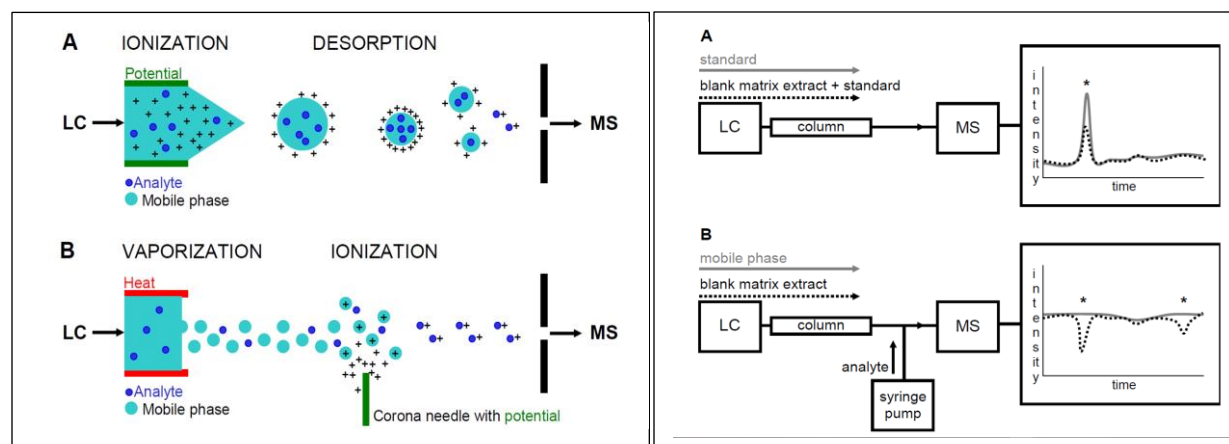 A IONIZATION DESORPTION
Potential
LC MS
Analyte
Mobile phase
B VAPORIZATION IONIZATION
Heat
LC MS
Analyte
Mobile phase
Corona needle with potential
A
standard
blank matrix extract + standard
LC column MS
intensity
*
time
B
mobile phase
blank matrix extract
LC column MS
analyte
syringe
pump
intensity
* *
time